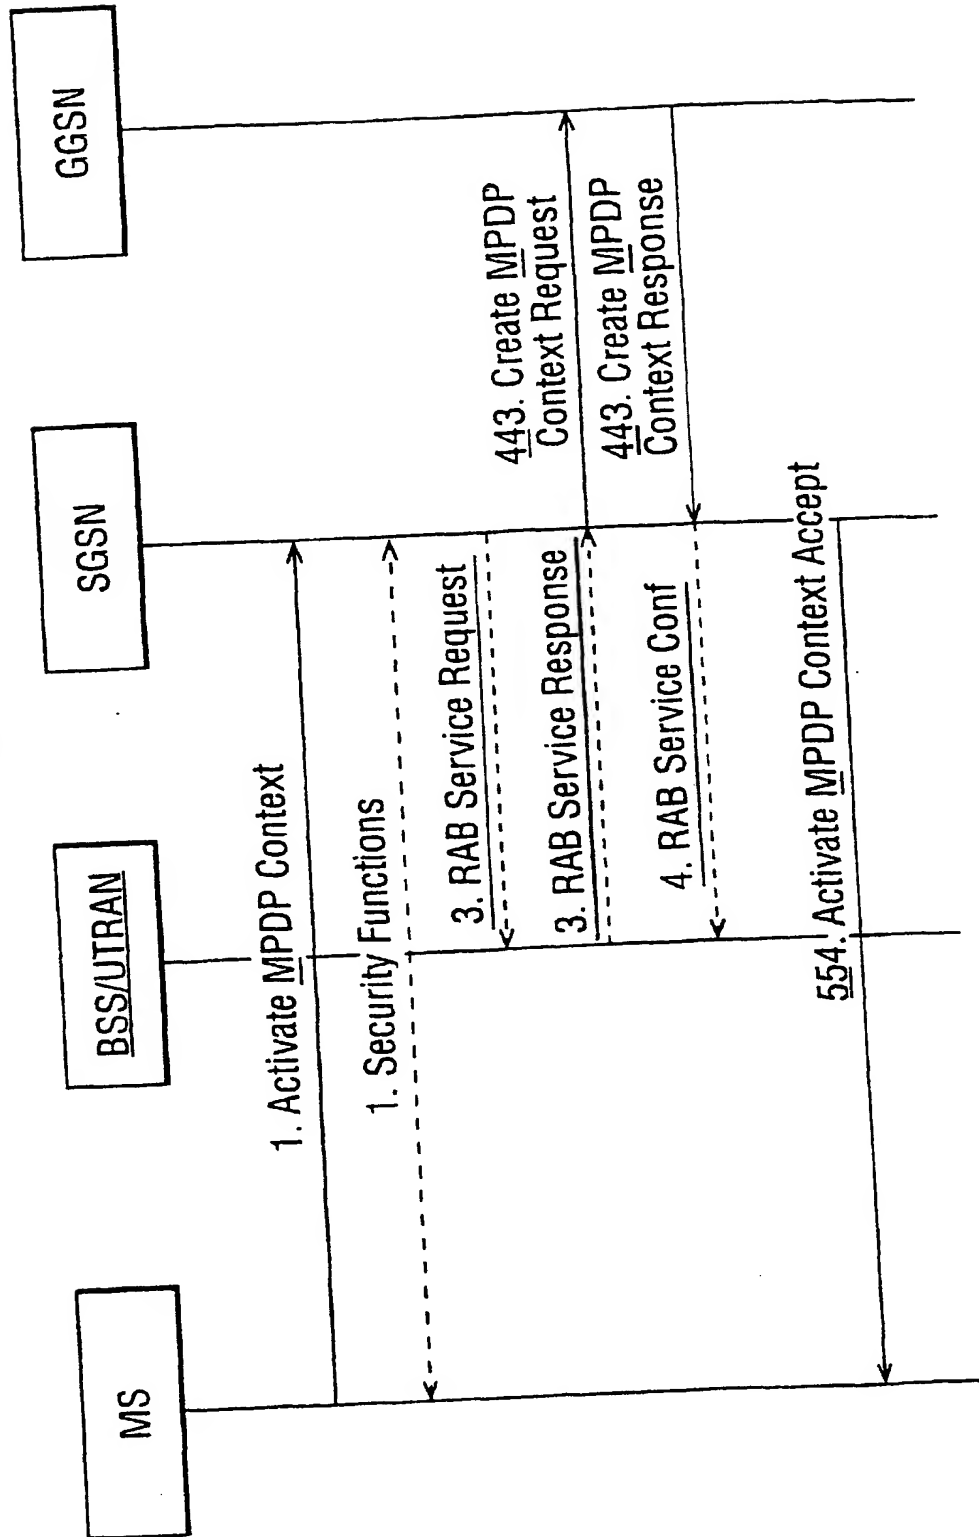 MS
BSS/UTRAN
SGSN
GGSN
1. Activate MPDP Context
1. Security Functions
3. RAB Service Request
3. RAB Service Response
443. Create MPDP
Context Request
443. Create MPDP
Context Response
4. RAB Service Conf
554. Activate MPDP Context Accept